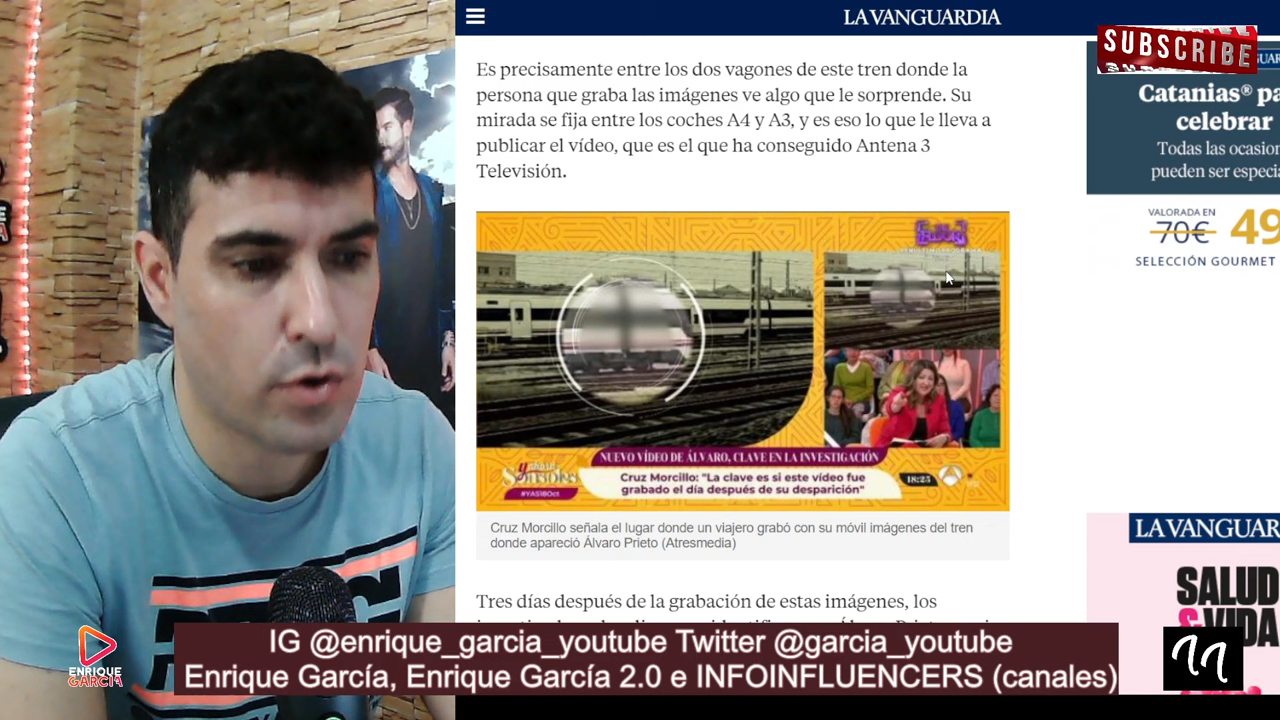 LA VANGUARDIA
SUBSCRIBE
Es precisamente entre los dos vagones de este tren donde la
persona que graba las imágenes ve algo que le sorprende. Su
mirada se fija entre los coches A4 y A3, y es eso lo que le lleva a
publicar el vídeo, que es el que ha conseguido Antena 3
Televisión.
Catanias® pa
celebrar
Todas las ocasion
pueden ser especia
VALORADA EN
70€ 49
SELECCIÓN GOURMET
NUEVO VÍDEO DE ÁLVARO, CLAVE EN LA INVESTIGACIÓN
Y ahora
Sonsoles
#YAS18Oct
Cruz Morcillo: "La clave es si este vídeo fue
grabado el día después de su desparición"
18:25
Cruz Morcillo señala el lugar donde un viajero grabó con su móvil imágenes del tren
donde apareció Álvaro Prieto (Atresmedia)
LA VANGUAR
SALUD
&VIDA
Tres días después de la grabación de estas imágenes, los
IG @enrique_garcia_youtube Twitter @garcia_youtube
Enrique García, Enrique García 2.0 e INFOINFLUENCERS (canales)
ENRIQUE
GARCÍA